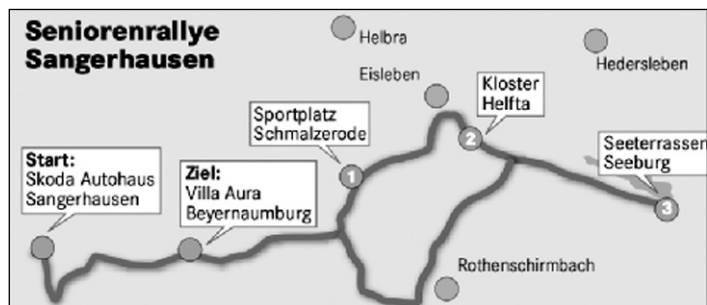 Seniorenrallye
Sangerhausen
Helbra
Hedersleben
Eisleben
Kloster
Helfta
Sportplatz
Schmalzerode
Seeterrassen
Seeburg
Start:
Skoda Autohaus
Sangerhausen
Ziel:
Villa Aura
Beyernaumburg
1
2
3
Rothenschirmbach